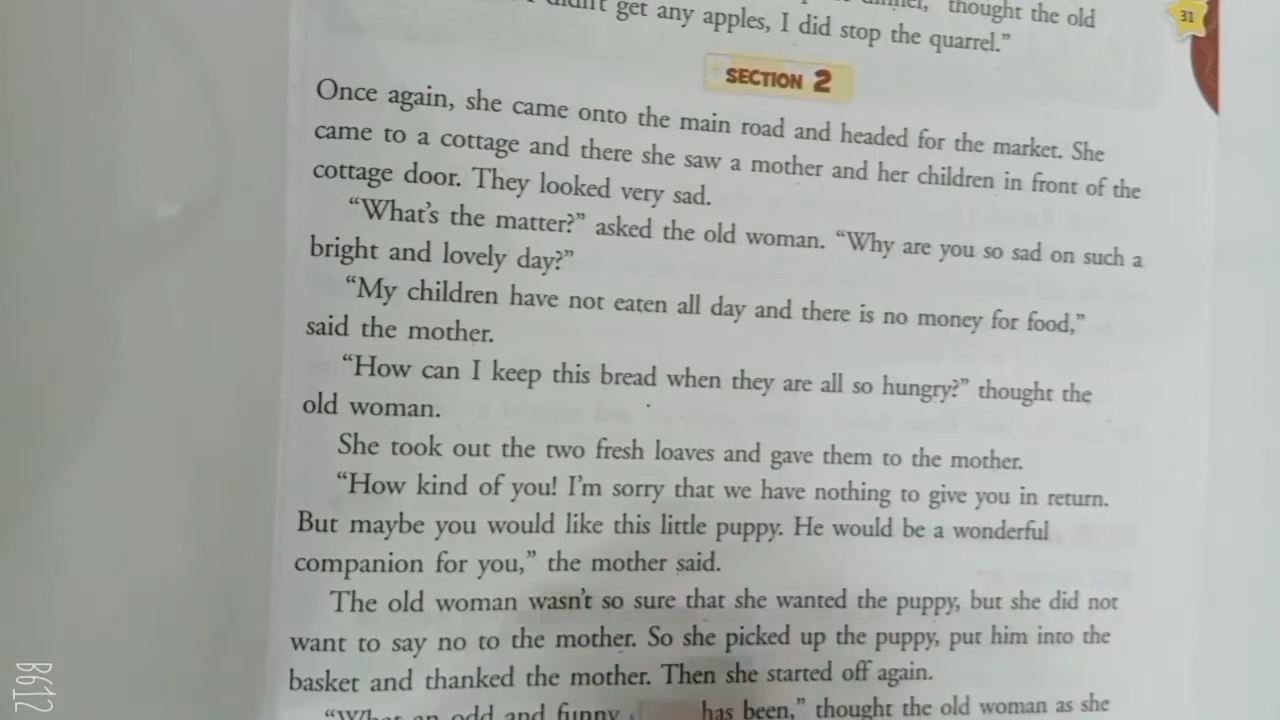 thought the old
31
get any apples, I did stop the quarrel.”
SECTION 2
Once again, she came onto the main road and headed for the market. She
came to a cottage and there she saw a mother and her children in front of the
cottage door. They looked very sad.
“What’s the matter?” asked the old woman. “Why are you so sad on such a
bright and lovely day?”
“My children have not eaten all day and there is no money for food,”
said the mother.
“How can I keep this bread when they are all so hungry?” thought the
old woman.
She took out the two fresh loaves and gave them to the mother.
“How kind of you! I’m sorry that we have nothing to give you in return.
But maybe you would like this little puppy. He would be a wonderful
companion for you,” the mother said.
The old woman wasn’t so sure that she wanted the puppy, but she did not
want to say no to the mother. So she picked up the puppy, put him into the
basket and thanked the mother. Then she started off again.
“What an odd and funny has been,” thought the old woman as she
B612